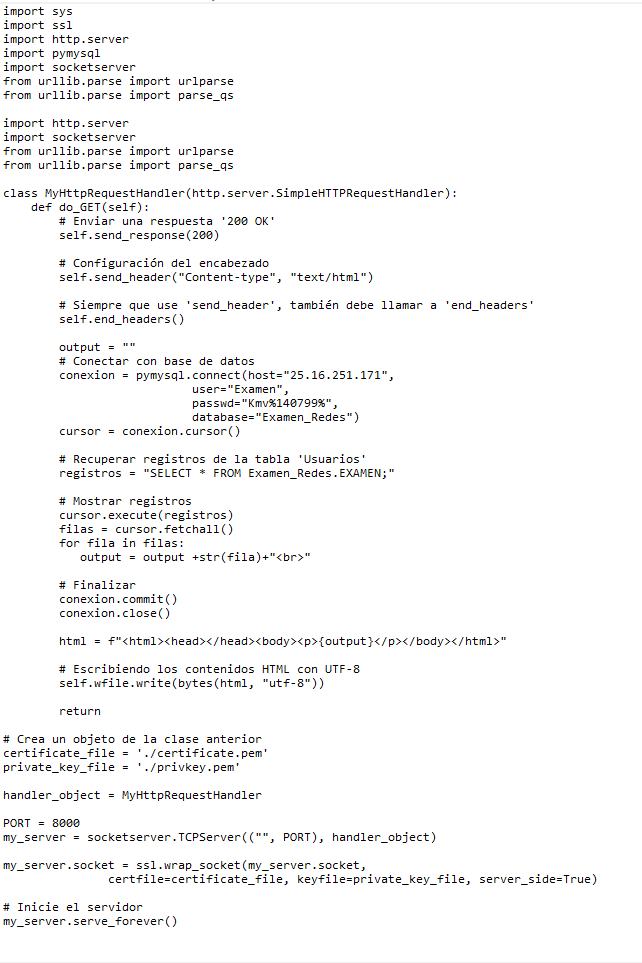 import sys
import ssl
import http.server
import pymysql
import socketserver
from urllib.parse import urlparse
from urllib.parse import parse_qs

import http.server
import socketserver
from urllib.parse import urlparse
from urllib.parse import parse_qs

class MyHttpRequestHandler(http.server.SimpleHTTPRequestHandler):
    def do_GET(self):
        # Enviar una respuesta '200 OK'
        self.send_response(200)

        # Configuración del encabezado
        self.send_header("Content-type", "text/html")

        # Siempre que use 'send_header', también debe llamar a 'end_headers'
        self.end_headers()

        output = ""
        # Conectar con base de datos
        conexion = pymysql.connect(host="25.16.251.171",
                           user="Examen",
                           passwd="Kmv%140799%",
                           database="Examen_Redes")
        cursor = conexion.cursor()

        # Recuperar registros de la tabla 'Usuarios'
        registros = "SELECT * FROM Examen_Redes.EXAMEN;"

        # Mostrar registros
        cursor.execute(registros)
        filas = cursor.fetchall()
        for fila in filas:
           output = output +str(fila)+"<br>"

        # Finalizar
        conexion.commit()
        conexion.close()

        html = f"<html><head></head><body><p>{output}</p></body></html>"

        # Escribiendo los contenidos HTML con UTF-8
        self.wfile.write(bytes(html, "utf-8"))

        return

# Crea un objeto de la clase anterior
certificate_file = './certificate.pem'
private_key_file = './privkey.pem'

handler_object = MyHttpRequestHandler

PORT = 8000
my_server = socketserver.TCPServer(("", PORT), handler_object)

my_server.socket = ssl.wrap_socket(my_server.socket,
               certfile=certificate_file, keyfile=private_key_file, server_side=True)

# Inicie el servidor
my_server.serve_forever()